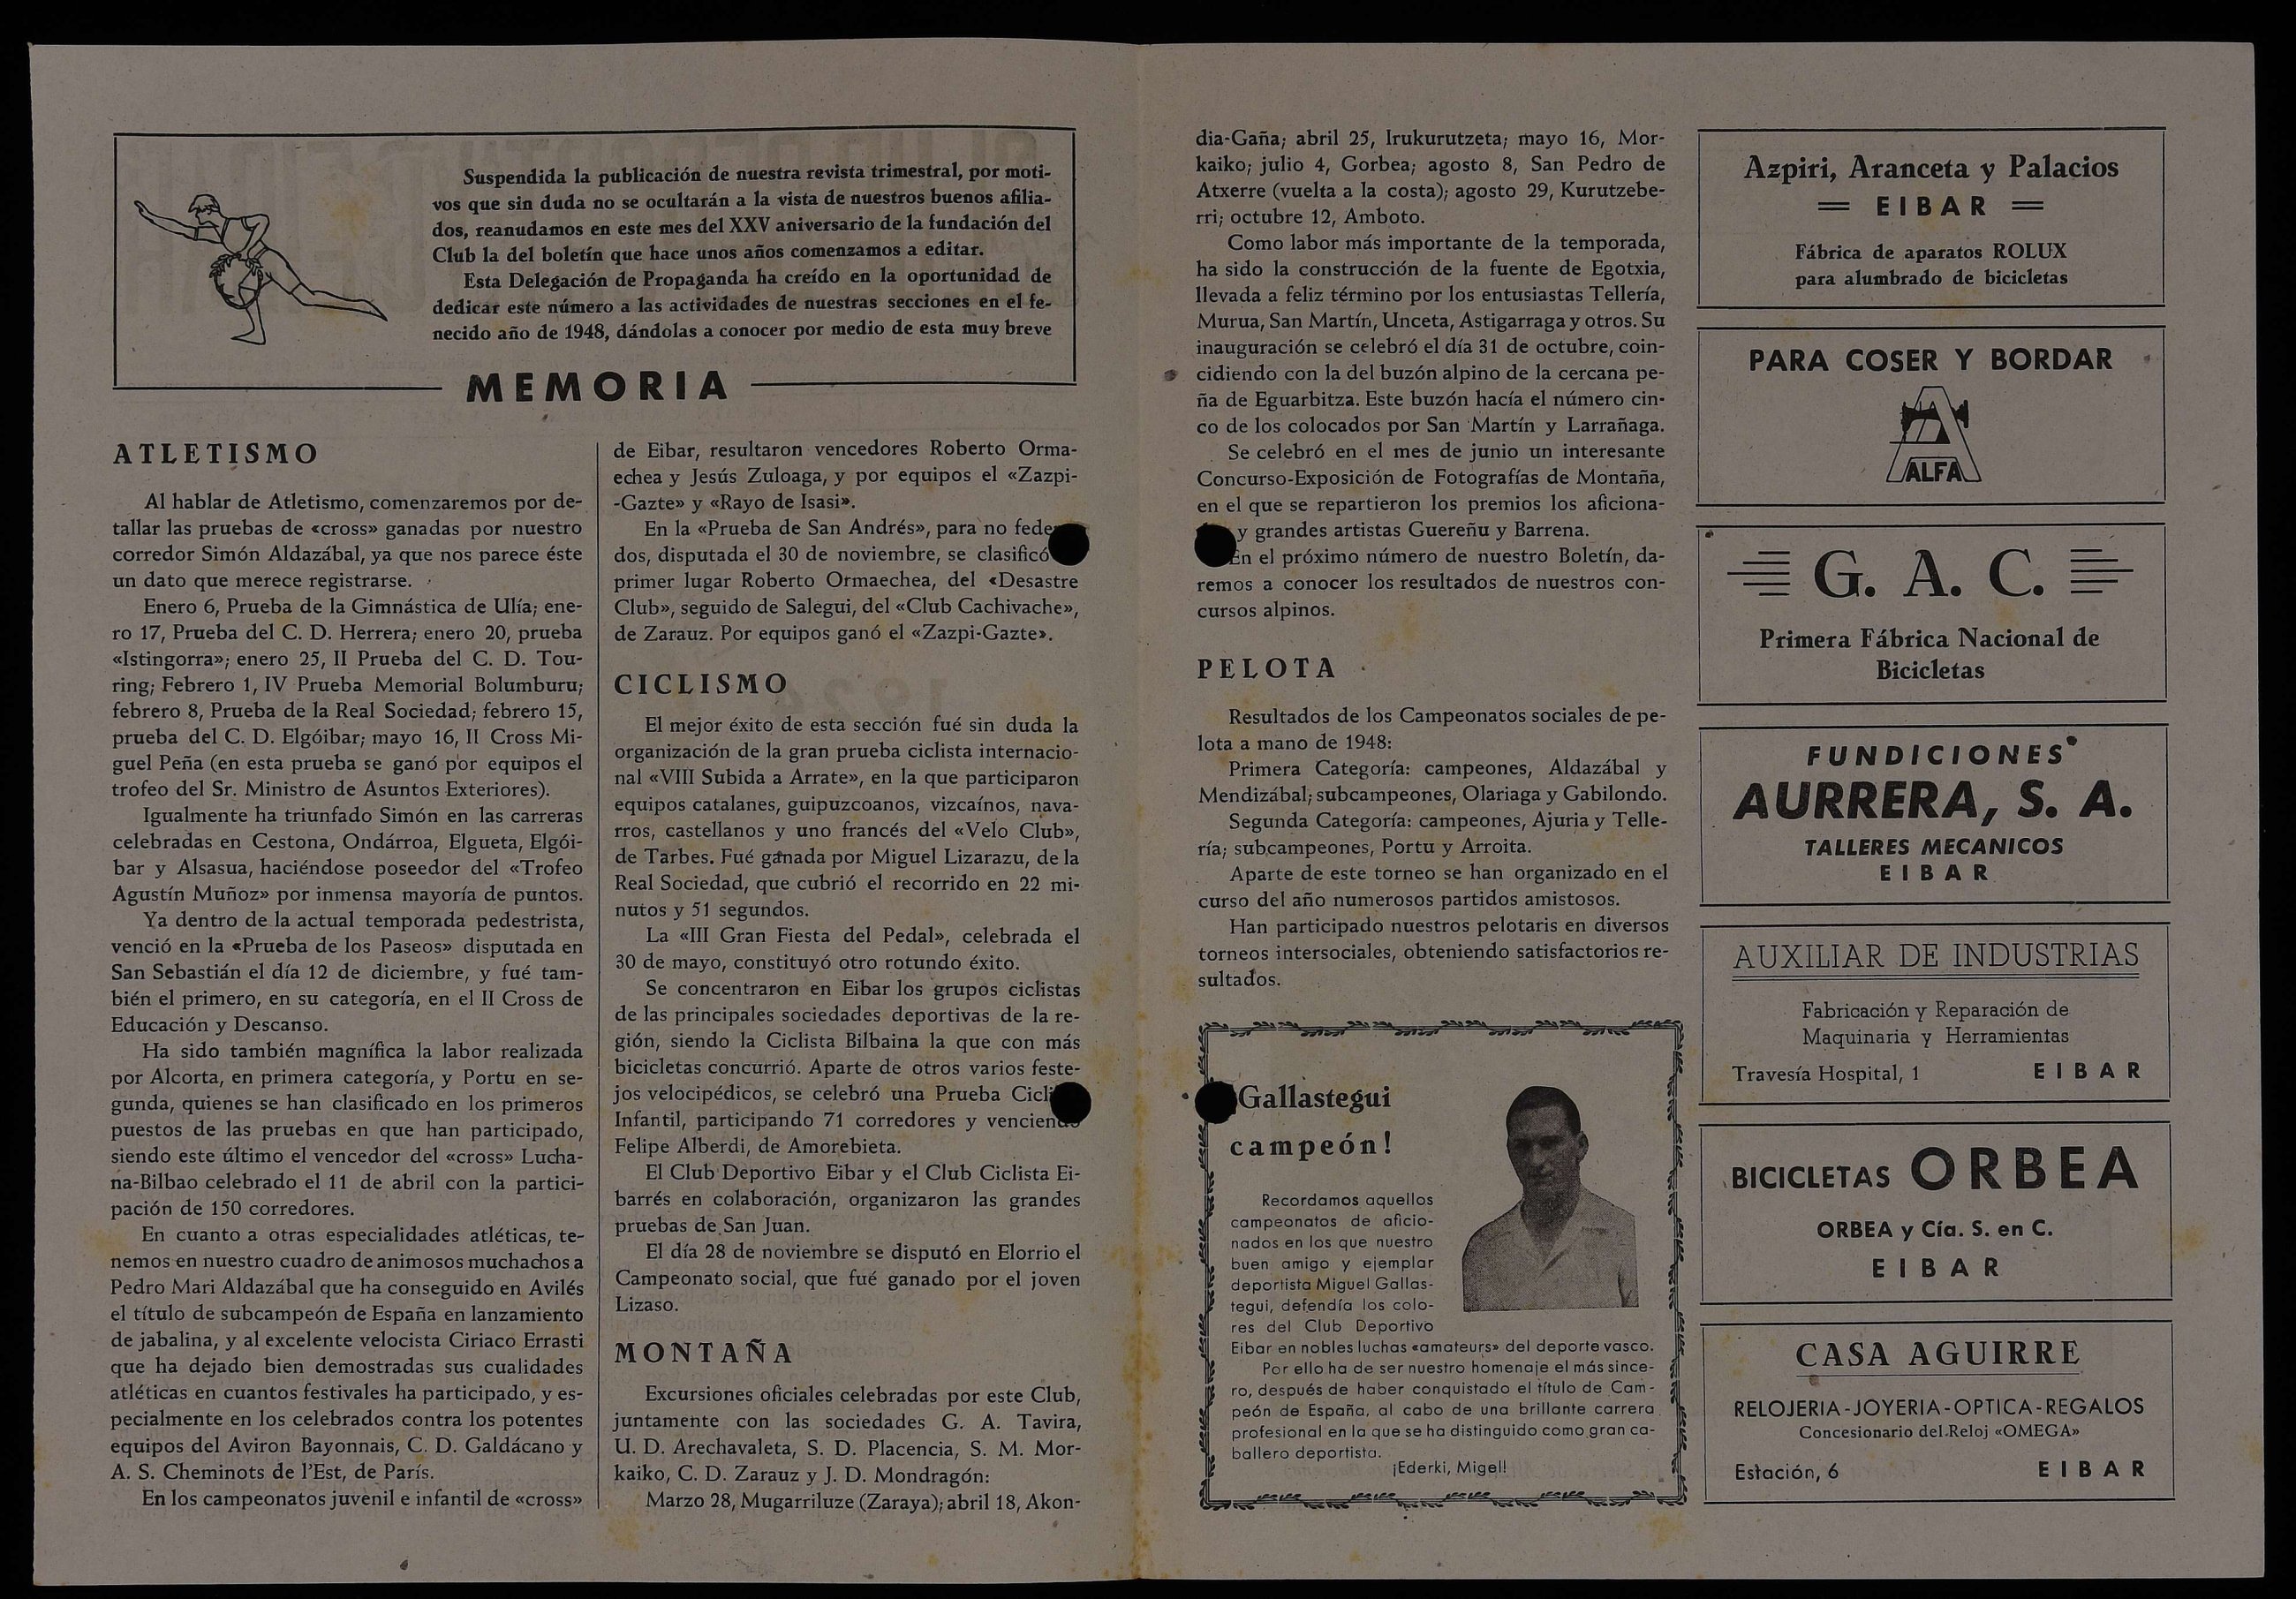 Suspendida la publicación de nuestra revista trimestral, por moti-
vos que sin duda no se ocultarán a la vista de nuestros buenos afilia-
dos, reanudamos en este mes del XXV aniversario de la fundación del
Club la del boletín que hace unos años comenzamos a editar.
Esta Delegación de Propaganda ha creído en la oportunidad de
dedicar este número a las actividades de nuestras secciones en el fe-
necido año de 1948, dándolas a conocer por medio de esta muy breve
MEMORIA
ATLETISMO
Al hablar de Atletismo, comenzaremos por de-
tallar las pruebas de «cross» ganadas por nuestro
corredor Simón Aldazábal, ya que nos parece éste
un dato que merece registrarse.
Enero 6, Prueba de la Gimnástica de Ulía; ene-
ro 17, Prueba del C. D. Herrera; enero 20, prueba
«Istingorra»; enero 25, II Prueba del C. D. Tou-
ring; Febrero 1, IV Prueba Memorial Bolumburu;
febrero 8, Prueba de la Real Sociedad; febrero 15,
prueba del C. D. Elgóibar; mayo 16, II Cross Mi-
guel Peña (en esta prueba se ganó por equipos el
trofeo del Sr. Ministro de Asuntos Exteriores).
Igualmente ha triunfado Simón en las carreras
celebradas en Cestona, Ondárroa, Elgueta, Elgói-
bar y Alsasua, haciéndose poseedor del «Trofeo
Agustín Muñoz» por inmensa mayoría de puntos.
Ya dentro de la actual temporada pedestrista,
venció en la «Prueba de los Paseos» disputada en
San Sebastián el día 12 de diciembre, y fué tam-
bién el primero, en su categoría, en el II Cross de
Educación y Descanso.
Ha sido también magnífica la labor realizada
por Alcorta, en primera categoría, y Portu en se-
gunda, quienes se han clasificado en los primeros
puestos de las pruebas en que han participado,
siendo este último el vencedor del «cross» Lucha-
na-Bilbao celebrado el 11 de abril con la partici-
pación de 150 corredores.
En cuanto a otras especialidades atléticas, te-
nemos en nuestro cuadro de animosos muchachos a
Pedro Mari Aldazábal que ha conseguido en Avilés
el título de subcampeón de España en lanzamiento
de jabalina, y al excelente velocista Ciriaco Errasti
que ha dejado bien demostradas sus cualidades
atléticas en cuantos festivales ha participado, y es-
pecialmente en los celebrados contra los potentes
equipos del Aviron Bayonnais, C. D. Galdácano y
A. S. Cheminots de l'Est, de París.
En los campeonatos juvenil e infantil de «cross»
de Eibar, resultaron vencedores Roberto Orma-
echea y Jesús Zuloaga, y por equipos el «Zazpi-
-Gazte» y «Rayo de Isasi».
En la «Prueba de San Andrés», para no fede
dos, disputada el 30 de noviembre, se clasificó
primer lugar Roberto Ormaechea, del «Desastre
Club», seguido de Salegui, del «Club Cachivache»,
de Zarauz. Por equipos ganó el «Zazpi-Gazte».
CICLISMO
El mejor éxito de esta sección fué sin duda la
organización de la gran prueba ciclista internacio-
nal «VIII Subida a Arrate», en la que participaron
equipos catalanes, guipuzcoanos, vizcaínos, nava-
rros, castellanos y uno francés del «Velo Club»,
de Tarbes. Fué ganada por Miguel Lizarazu, de la
Real Sociedad, que cubrió el recorrido en 22 mi-
nutos y 51 segundos.
La «III Gran Fiesta del Pedal», celebrada el
30 de mayo, constituyó otro rotundo éxito.
Se concentraron en Eibar los grupos ciclistas
de las principales sociedades deportivas de la re-
gión, siendo la Ciclista Bilbaina la que con más
bicicletas concurrió. Aparte de otros varios feste-
jos velocipédicos, se celebró una Prueba Cicli
Infantil, participando 71 corredores y venciendo
Felipe Alberdi, de Amorebieta.
El Club Deportivo Eibar y el Club Ciclista Ei-
barrés en colaboración, organizaron las grandes
pruebas de San Juan.
El día 28 de noviembre se disputó en Elorrio el
Campeonato social, que fué ganado por el joven
Lizaso.
MONTAÑA
Excursiones oficiales celebradas por este Club,
juntamente con las sociedades G. A. Tavira,
U. D. Arechavaleta, S. D. Placencia, S. M. Mor-
kaiko, C. D. Zarauz y J. D. Mondragón:
Marzo 28, Mugarriluze (Zaraya); abril 18, Akon-
dia-Gaña; abril 25, Irukurutzeta; mayo 16, Mor-
kaiko; julio 4, Gorbea; agosto 8, San Pedro de
Atxerre (vuelta a la costa); agosto 29, Kurutzebe-
rri; octubre 12, Amboto.
Como labor más importante de la temporada,
ha sido la construcción de la fuente de Egotxia,
llevada a feliz término por los entusiastas Tellería,
Murua, San Martín, Unceta, Astigarraga y otros. Su
inauguración se celebró el día 31 de octubre, coin-
cidiendo con la del buzón alpino de la cercana pe-
ña de Eguarbitza. Este buzón hacía el número cin-
co de los colocados por San Martín y Larrañaga.
Se celebró en el mes de junio un interesante
Concurso-Exposición de Fotografías de Montaña,
en el que se repartieron los premios los aficiona-
y grandes artistas Guereñu y Barrena.
En el próximo número de nuestro Boletín, da-
remos a conocer los resultados de nuestros con-
cursos alpinos.
PELOTA
Resultados de los Campeonatos sociales de pe-
lota a mano de 1948:
Primera Categoría: campeones, Aldazábal y
Mendizábal; subcampeones, Olariaga y Gabilondo.
Segunda Categoría: campeones, Ajuria y Telle-
ría; subcampeones, Portu y Arroita.
Aparte de este torneo se han organizado en el
curso del año numerosos partidos amistosos.
Han participado nuestros pelotaris en diversos
torneos intersociales, obteniendo satisfactorios re-
sultados.
Gallastegui
campeón!
Recordamos aquellos
campeonatos de aficio-
nados en los que nuestro
buen amigo y ejemplar
deportista Miguel Gallas-
tegui, defendía los colo-
res del Club Deportivo
Eibar en nobles luchas «amateurs» del deporte vasco.
Por ello ha de ser nuestro homenaje el más since-
ro, después de haber conquistado el título de Cam-
peón de España, al cabo de una brillante carrera
profesional en la que se ha distinguido como gran ca-
ballero deportista.
¡Ederki, Migel!
Azpiri, Aranceta y Palacios
EIBAR
Fábrica de aparatos ROLUX
para alumbrado de bicicletas
PARA COSER Y BORDAR
ALFA
G. A. C.
Primera Fábrica Nacional de
Bicicletas
FUNDICIONES
AURRERA, S. A.
TALLERES MECANICOS
EIBAR
AUXILIAR DE INDUSTRIAS
Fabricación y Reparación de
Maquinaria y Herramientas
Travesía Hospital, 1 EIBAR
BICICLETAS ORBEA
ORBEA y Cía. S. en C.
EIBAR
CASA AGUIRRE
RELOJERIA-JOYERIA-OPTICA-REGALOS
Concesionario del Reloj «OMEGA»
Estación, 6 EIBAR